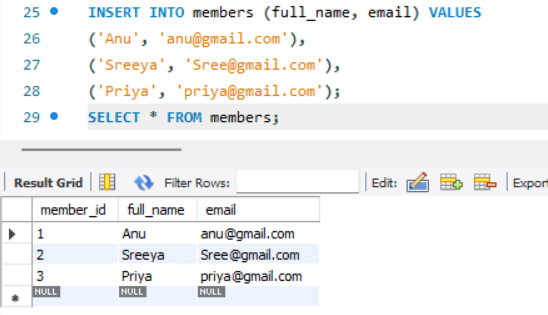 25 INSERT INTO members (full_name, email) VALUES
26 ('Anu', 'anu@gmail.com'),
27 ('Sreeya', 'Sree@gmail.com'),
28 ('Priya', 'priya@gmail.com');
29 SELECT * FROM members;
Result Grid Filter Rows: Edit: Export
member_id full_name email
1 Anu anu@gmail.com
2 Sreeya Sree@gmail.com
3 Priya priya@gmail.com
NULL NULL NULL